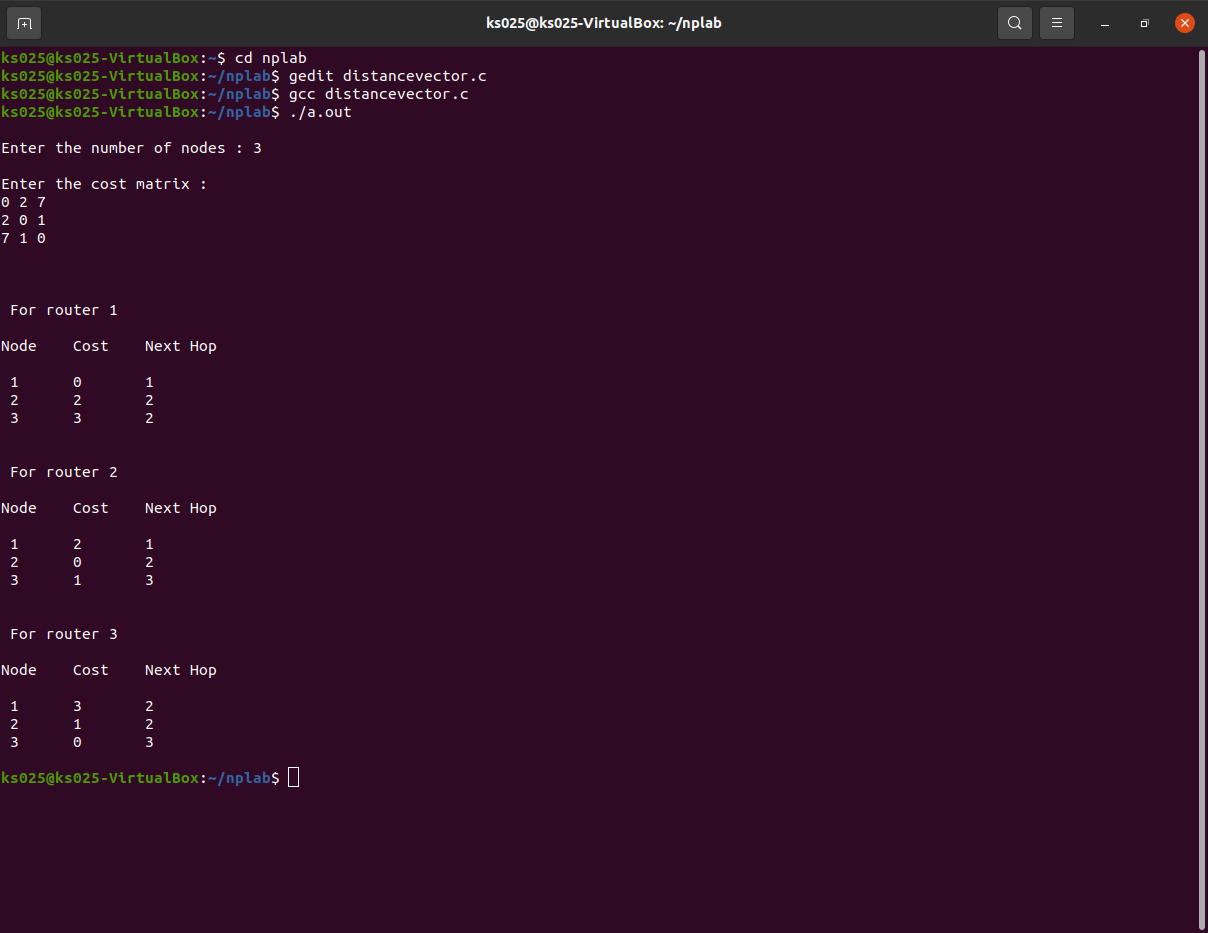 ks025@ks025-VirtualBox: ~/nplab
ks025@ks025-VirtualBox:~$ cd nplab
ks025@ks025-VirtualBox:~/nplab$ gedit distancevector.c
ks025@ks025-VirtualBox:~/nplab$ gcc distancevector.c
ks025@ks025-VirtualBox:~/nplab$ ./a.out
Enter the number of nodes : 3
Enter the cost matrix :
0 2 7
2 0 1
7 1 0
For router 1
Node Cost Next Hop
1 0 1
2 2 2
3 3 2
For router 2
Node Cost Next Hop
1 2 1
2 0 2
3 1 3
For router 3
Node Cost Next Hop
1 3 2
2 1 2
3 0 3
ks025@ks025-VirtualBox:~/nplab$